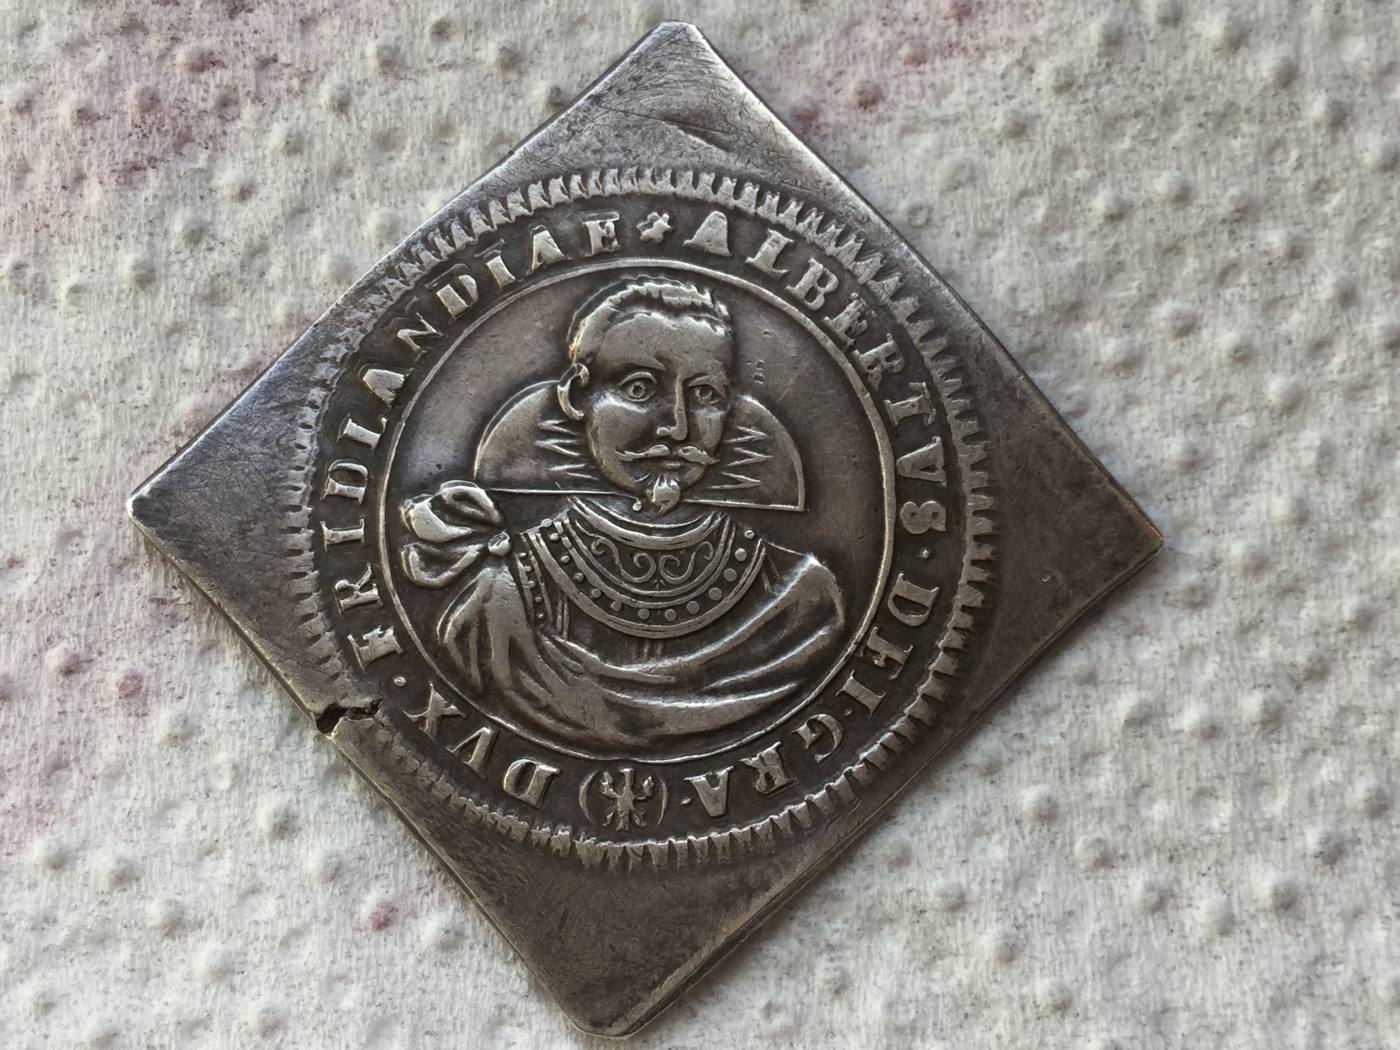 ALBERTVS · DEI · GRA · DVX · FRIDLANDIAE